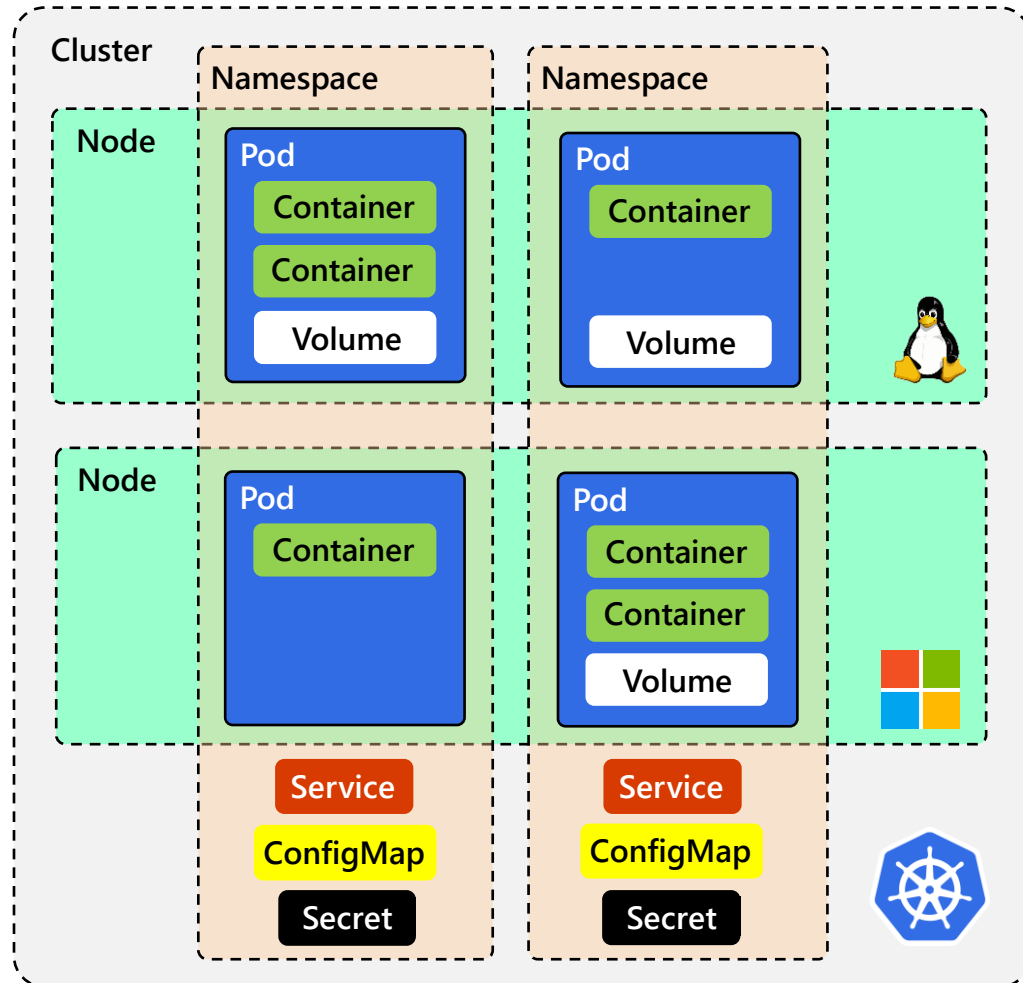 Cluster
Namespace
Namespace
Node
Pod
Container
Container
Volume
Pod
Container
Volume
Node
Pod
Container
Pod
Container
Container
Volume
Service
ConfigMap
Secret
Service
ConfigMap
Secret